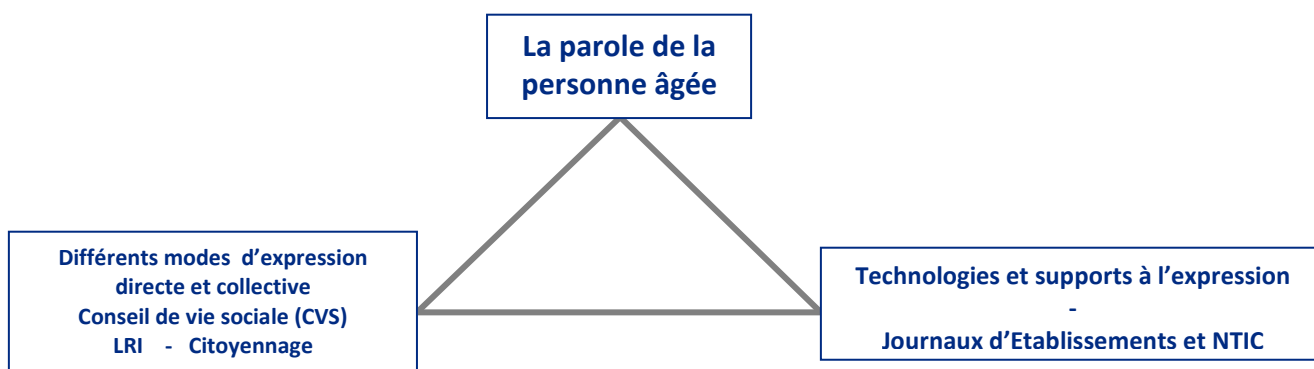 La parole de la
personne âgée
Différents modes d’expression
directe et collective
Conseil de vie sociale (CVS)
LRI - Citoyennage
Technologies et supports à l’expression
-
Journaux d’Etablissements et NTIC